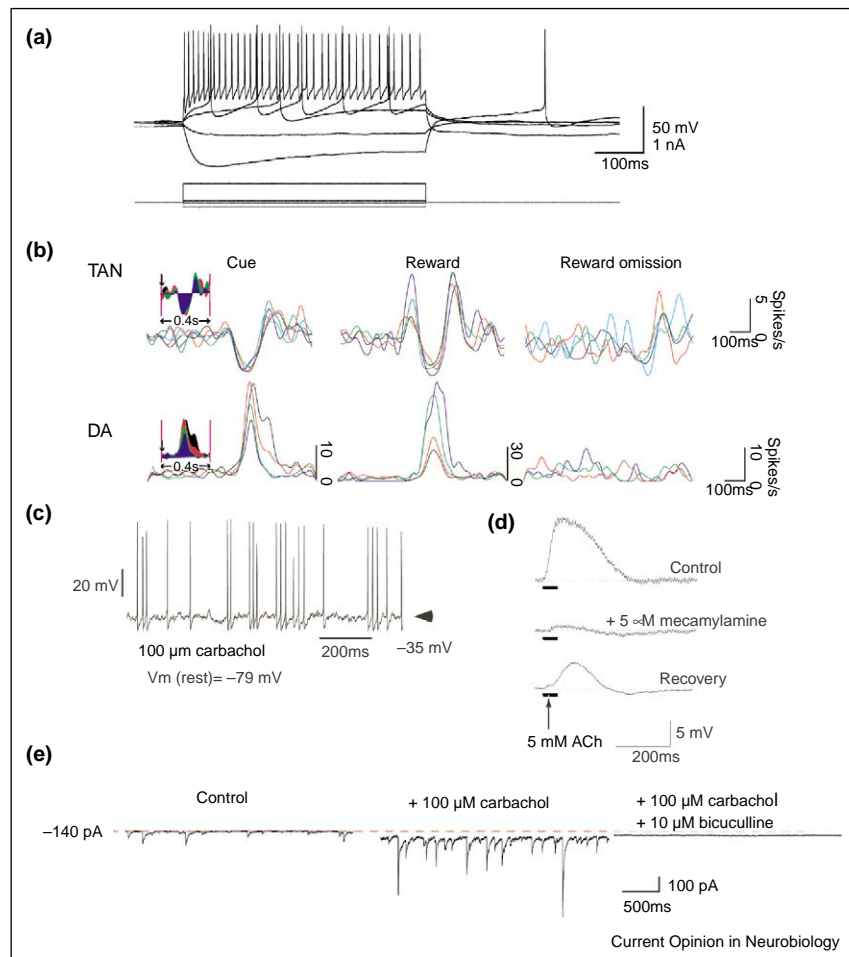 (a)
50 mV
1 nA
100ms
(b)
TAN
Cue
Reward
Reward omission
0.4s
5
0
Spikes/s
100ms
DA
0.4s
10
0
30
0
10
0
Spikes/s
100ms
(c)
20 mV
100 µm carbachol
200ms
–35 mV
Vm (rest)= –79 mV
(d)
Control
+ 5 ∝M mecamylamine
Recovery
5 mM ACh
5 mV
200ms
(e)
Control
+ 100 µM carbachol
+ 100 µM carbachol
+ 10 µM bicuculline
–140 pA
100 pA
500ms
Current Opinion in Neurobiology